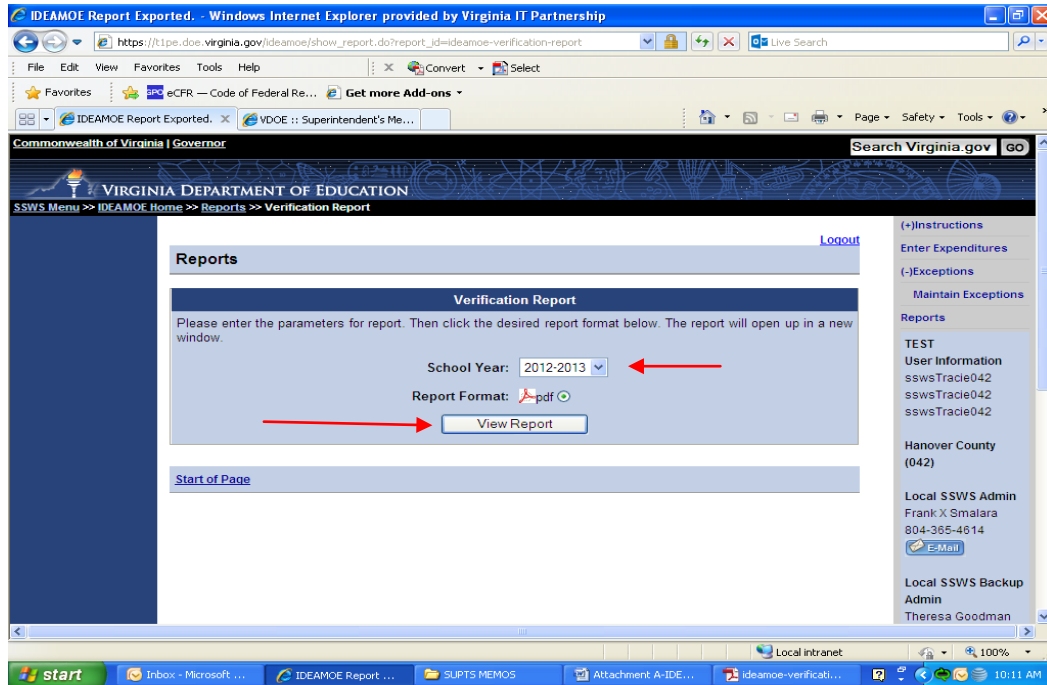 IDEAMOE Report Exported. - Windows Internet Explorer provided by Virginia IT Partnership
https://t1pe.doe.virginia.gov/ideamoe/show_report.do?report_id=ideamoe-verification-report
Live Search
File Edit View Favorites Tools Help
Convert Select
Favorites eCFR — Code of Federal Re... Get more Add-ons
IDEAMOE Report Exported. VDOE :: Superintendent's Me...
Page Safety Tools
Commonwealth of Virginia | Governor
Search Virginia.gov GO
VIRGINIA DEPARTMENT OF EDUCATION
SSWS Menu >> IDEAMOE Home >> Reports >> Verification Report
Logout
Reports
Verification Report
Please enter the parameters for report. Then click the desired report format below. The report will open up in a new
window.
School Year: 2012-2013
Report Format: pdf
View Report
Start of Page
(+)Instructions
Enter Expenditures
(-)Exceptions
Maintain Exceptions
Reports
TEST
User Information
sswsTracie042
sswsTracie042
sswsTracie042
Hanover County
(042)
Local SSWS Admin
Frank X Smalara
804-365-4614
E-Mail
Local SSWS Backup
Admin
Theresa Goodman
Local intranet
100%
start
Inbox - Microsoft ...
IDEAMOE Report ...
SUPTS MEMOS
Attachment A-IDE...
ideamoe-verificati...
10:11 AM